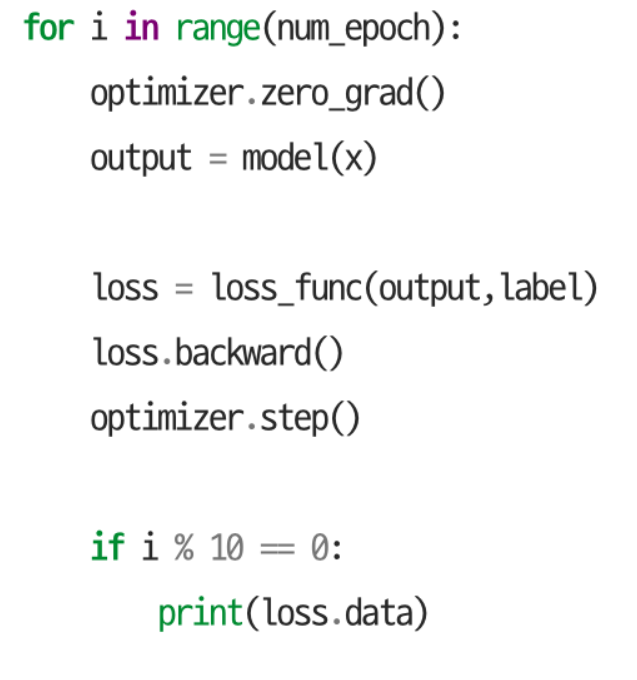 for i in range(num_epoch):
    optimizer.zero_grad()
    output = model(x)

    loss = loss_func(output,label)
    loss.backward()
    optimizer.step()

    if i % 10 == 0:
        print(loss.data)